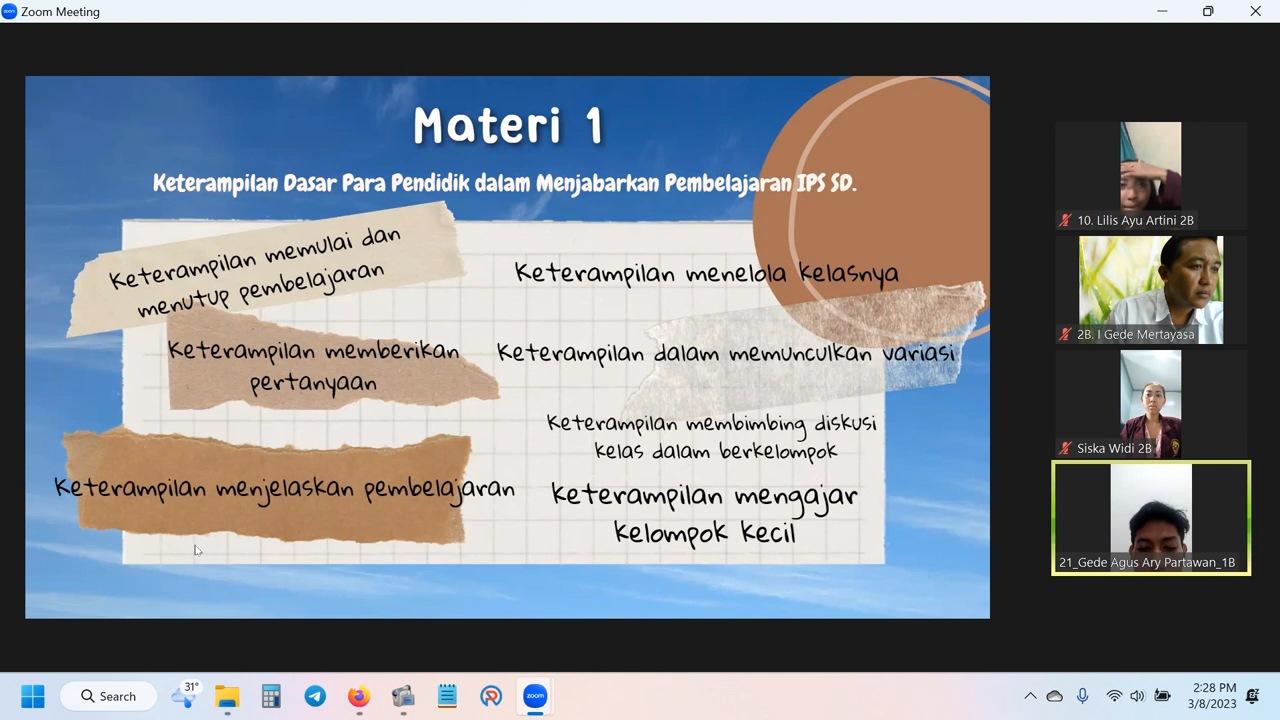 Zoom Meeting
Materi 1
Keterampilan Dasar Para Pendidik dalam Menjabarkan Pembelajaran IPS SD.
Keterampilan memulai dan
menutup pembelajaran
Keterampilan memberikan
pertanyaan
Keterampilan menjelaskan pembelajaran
Keterampilan menelola kelasnya
Keterampilan dalam memunculkan variasi
Keterampilan membimbing diskusi
kelas dalam berkelompok
keterampilan mengajar
kelompok kecil
10. Lilis Ayu Artini 2B
2B. I Gede Mertayasa
Siska Widi 2B
21_Gede Agus Ary Partawan_1B
Search
31°
zoom
2:28 PM
3/8/2023